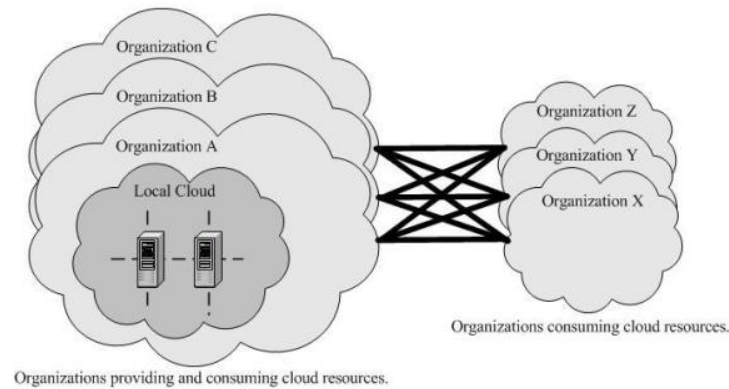 Organization C
Organization B
Organization A
Local Cloud
Organization Z
Organization Y
Organization X
Organizations consuming cloud resources.
Organizations providing and consuming cloud resources.